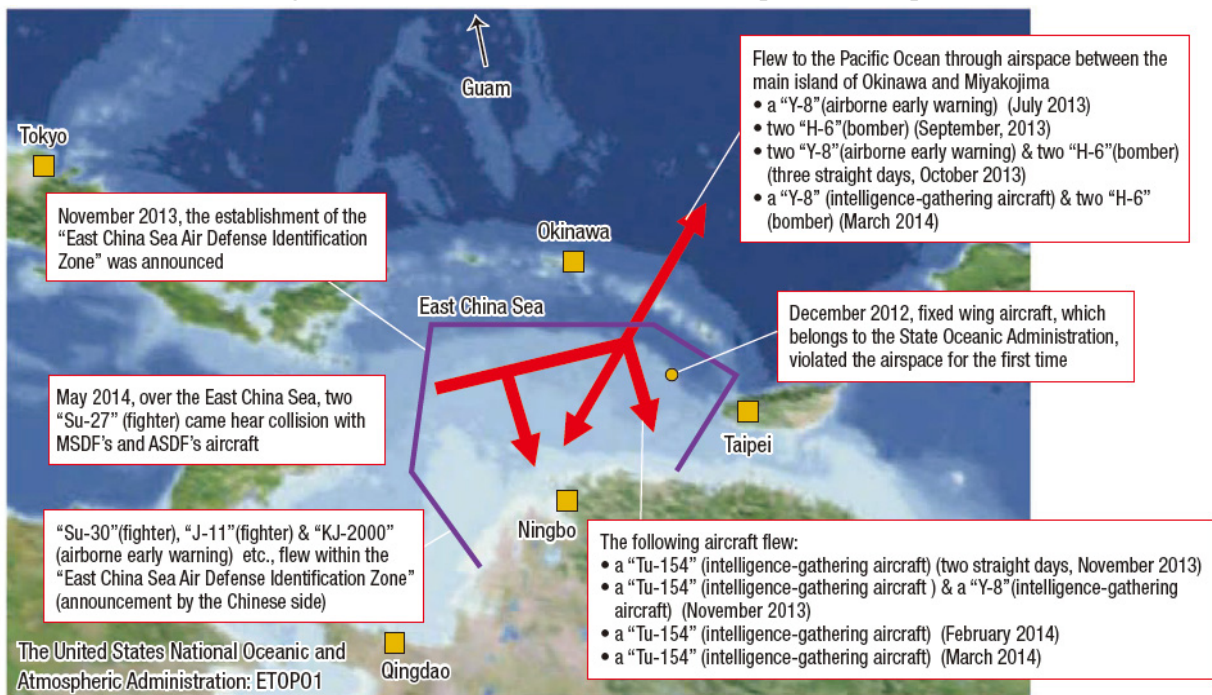 Guam
Tokyo
Flew to the Pacific Ocean through airspace between the
main island of Okinawa and Miyakojima
• a “Y-8”(airborne early warning) (July 2013)
• two “H-6”(bomber) (September, 2013)
• two “Y-8”(airborne early warning) & two “H-6”(bomber)
(three straight days, October 2013)
• a “Y-8” (intelligence-gathering aircraft) & two “H-6”
(bomber) (March 2014)
November 2013, the establishment of the
“East China Sea Air Defense Identification
Zone” was announced
Okinawa
East China Sea
December 2012, fixed wing aircraft, which
belongs to the State Oceanic Administration,
violated the airspace for the first time
May 2014, over the East China Sea, two
“Su-27” (fighter) came hear collision with
MSDF’s and ASDF’s aircraft
Taipei
Ningbo
“Su-30”(fighter), “J-11”(fighter) & “KJ-2000”
(airborne early warning) etc., flew within the
“East China Sea Air Defense Identification Zone”
(announcement by the Chinese side)
The following aircraft flew:
• a “Tu-154” (intelligence-gathering aircraft) (two straight days, November 2013)
• a “Tu-154” (intelligence-gathering aircraft ) & a “Y-8”(intelligence-gathering
aircraft) (November 2013)
• a “Tu-154” (intelligence-gathering aircraft) (February 2014)
• a “Tu-154” (intelligence-gathering aircraft) (March 2014)
The United States National Oceanic and
Atmospheric Administration: ETOPO1
Qingdao